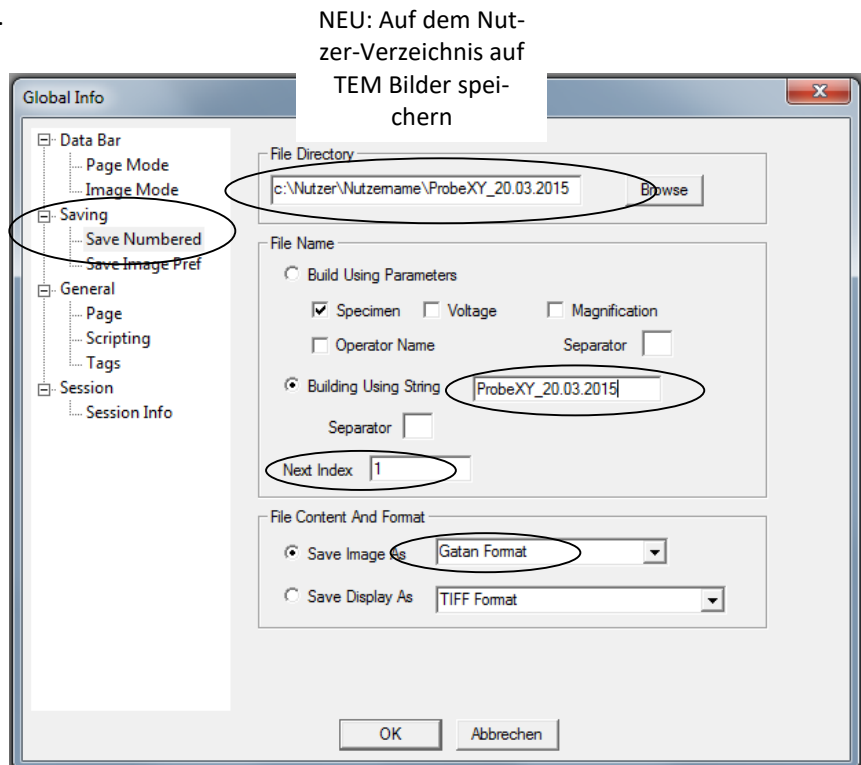 .
NEU: Auf dem Nut-
zer-Verzeichnis auf
TEM Bilder spei-
chern
Global Info
Data Bar
Page Mode
Image Mode
Saving
Save Numbered
Save Image Pref
General
Page
Scripting
Tags
Session
Session Info
File Directory
c:\Nutzer\Nutzername\ProbeXY_20.03.2015 Browse
File Name
Build Using Parameters
Specimen Voltage Magnification
Operator Name Separator
Building Using String ProbeXY_20.03.2015
Separator
Next Index 1
File Content And Format
Save Image As Gatan Format
Save Display As TIFF Format
OK Abbrechen